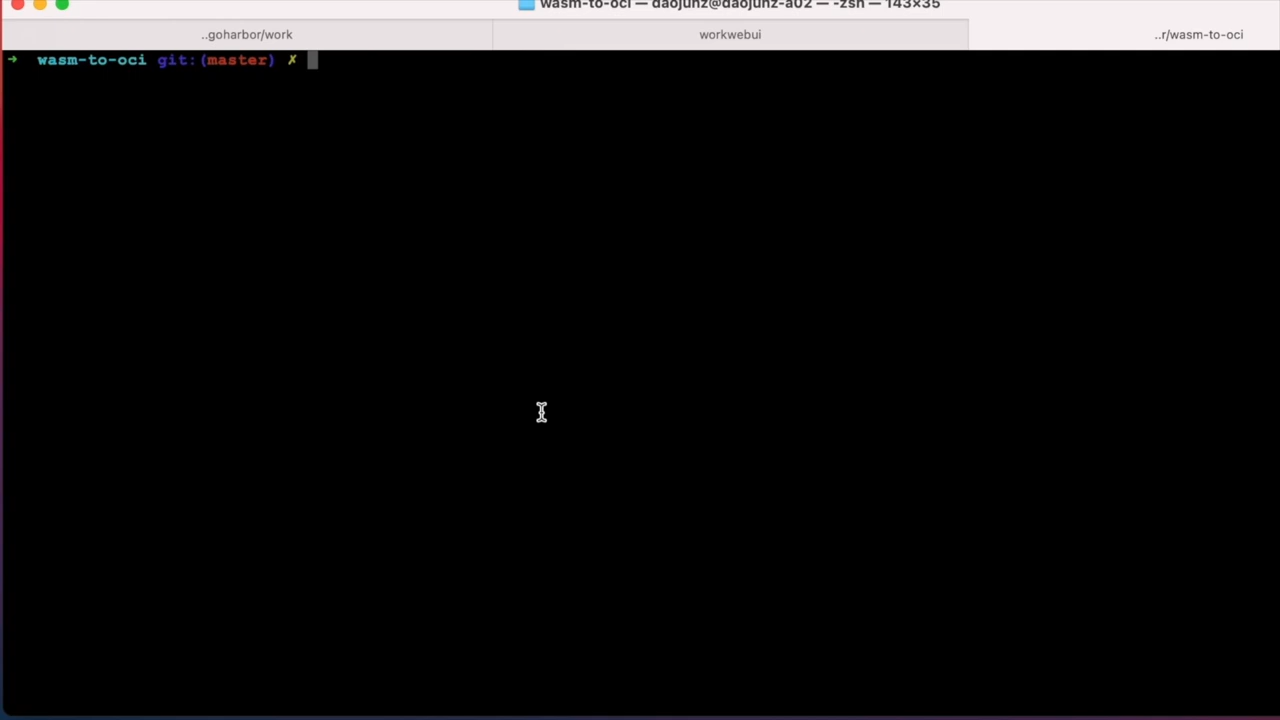 wasm-to-oci — daojunz@daojunz-a02 — -zsh — 143×35
..goharbor/work
workwebui
..r/wasm-to-oci
➜ wasm-to-oci git:(master) ✗